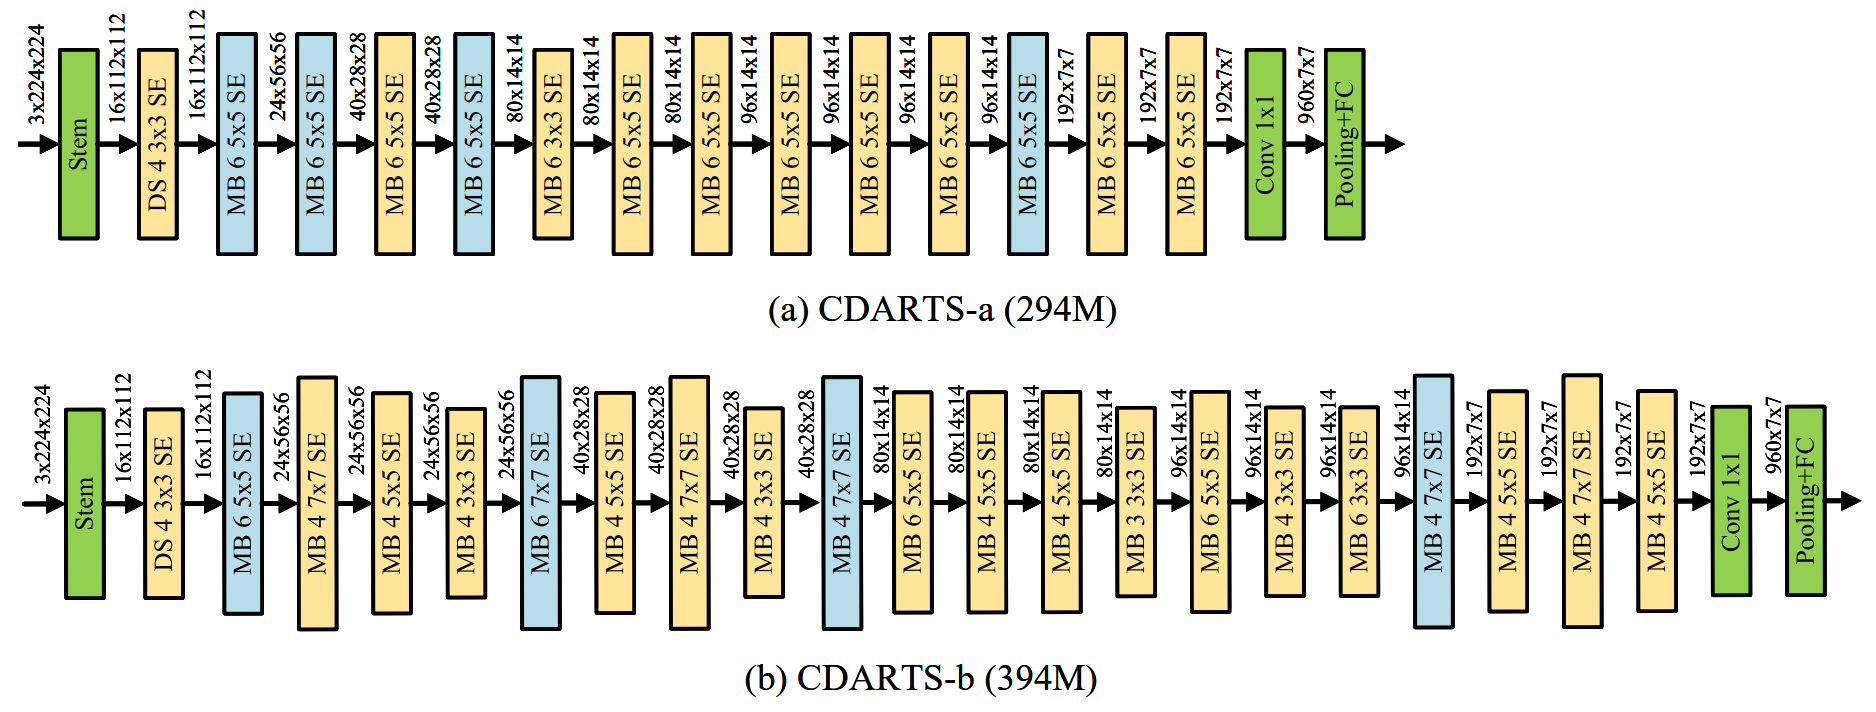 3x224x224
Stem
16x112x112
DS 4 3x3 SE
16x112x112
MB 6 5x5 SE
24x56x56
MB 6 5x5 SE
40x28x28
MB 6 5x5 SE
40x28x28
MB 6 5x5 SE
80x14x14
MB 6 3x3 SE
80x14x14
MB 6 5x5 SE
80x14x14
MB 6 5x5 SE
96x14x14
MB 6 5x5 SE
96x14x14
MB 6 5x5 SE
96x14x14
MB 6 5x5 SE
96x14x14
MB 6 5x5 SE
192x7x7
MB 6 5x5 SE
192x7x7
MB 6 5x5 SE
192x7x7
Conv 1x1
960x7x7
Pooling+FC
(a) CDARTS-a (294M)
3x224x224
Stem
16x112x112
DS 4 3x3 SE
16x112x112
MB 6 5x5 SE
24x56x56
MB 4 7x7 SE
24x56x56
MB 4 5x5 SE
24x56x56
MB 4 3x3 SE
24x56x56
MB 6 7x7 SE
40x28x28
MB 4 5x5 SE
40x28x28
MB 4 7x7 SE
40x28x28
MB 4 3x3 SE
40x28x28
MB 4 7x7 SE
80x14x14
MB 6 5x5 SE
80x14x14
MB 4 5x5 SE
80x14x14
MB 4 5x5 SE
80x14x14
MB 3 3x3 SE
96x14x14
MB 6 5x5 SE
96x14x14
MB 4 3x3 SE
96x14x14
MB 6 3x3 SE
96x14x14
MB 4 7x7 SE
192x7x7
MB 4 5x5 SE
192x7x7
MB 4 7x7 SE
192x7x7
MB 4 5x5 SE
192x7x7
Conv 1x1
960x7x7
Pooling+FC
(b) CDARTS-b (394M)